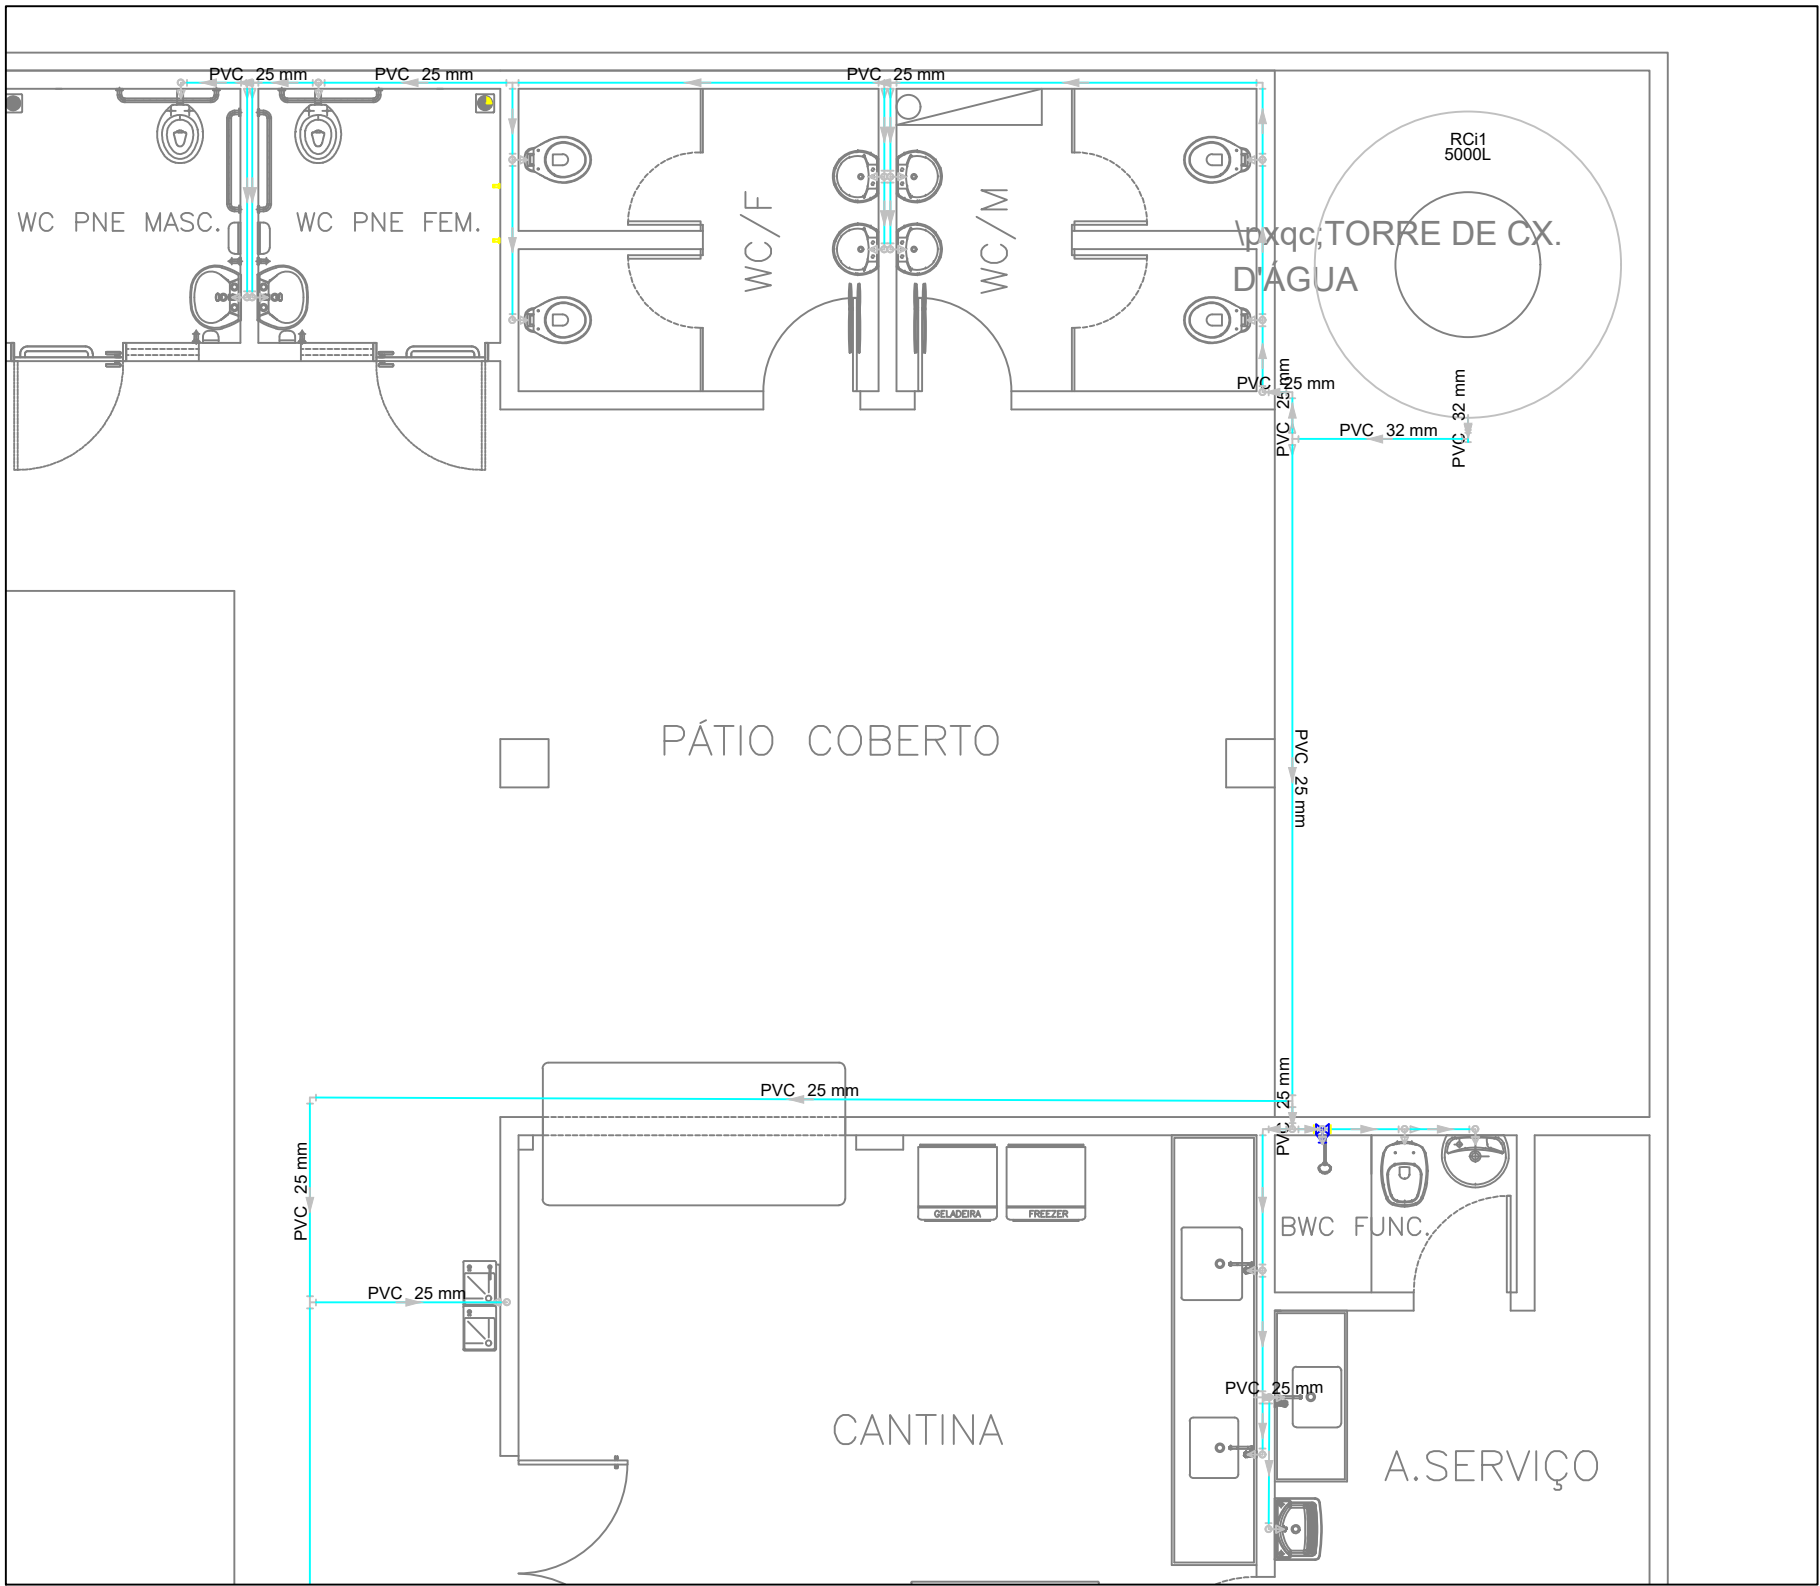 PVC 25 mm
PVC 25 mm
PVC 25 mm
RCi1
5000L
WC PNE MASC.
WC PNE FEM.
WC/F
WC/M
\pxqc;TORRE DE CX.
D'ÁGUA
PVC 25 mm
PVC 25 mm
PVC 32 mm
PVC 32 mm
PÁTIO COBERTO
PVC 25 mm
PVC 25 mm
PVC 25 mm
PVC 25 mm
GELADEIRA
FREEZER
BWC FUNC.
PVC 25 mm
PVC 25 mm
CANTINA
A.SERVIÇO